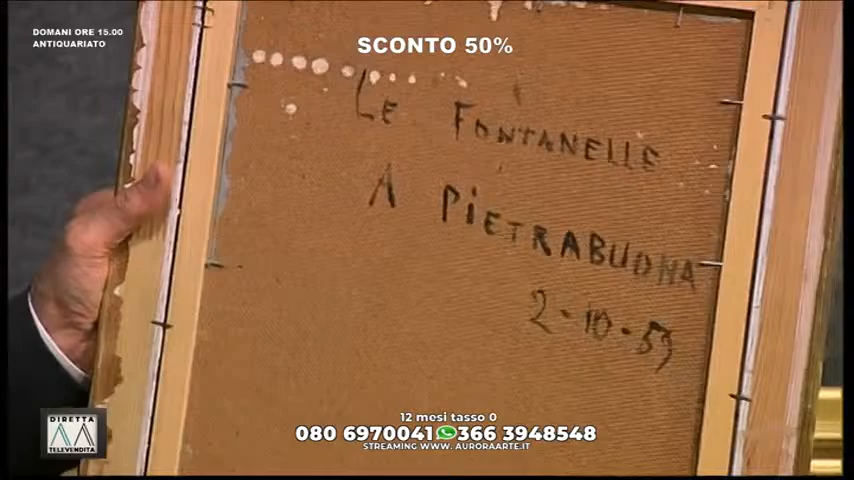 DOMANI ORE 15.00
ANTIQUARIATO
SCONTO 50%
LE FONTANELLE
A PIETRABUONA
2-10-59
12 mesi tasso 0
080 6970041 366 3948548
STREAMING WWW. AURORAARTE.IT
DIRETTA
TELEVENDITA